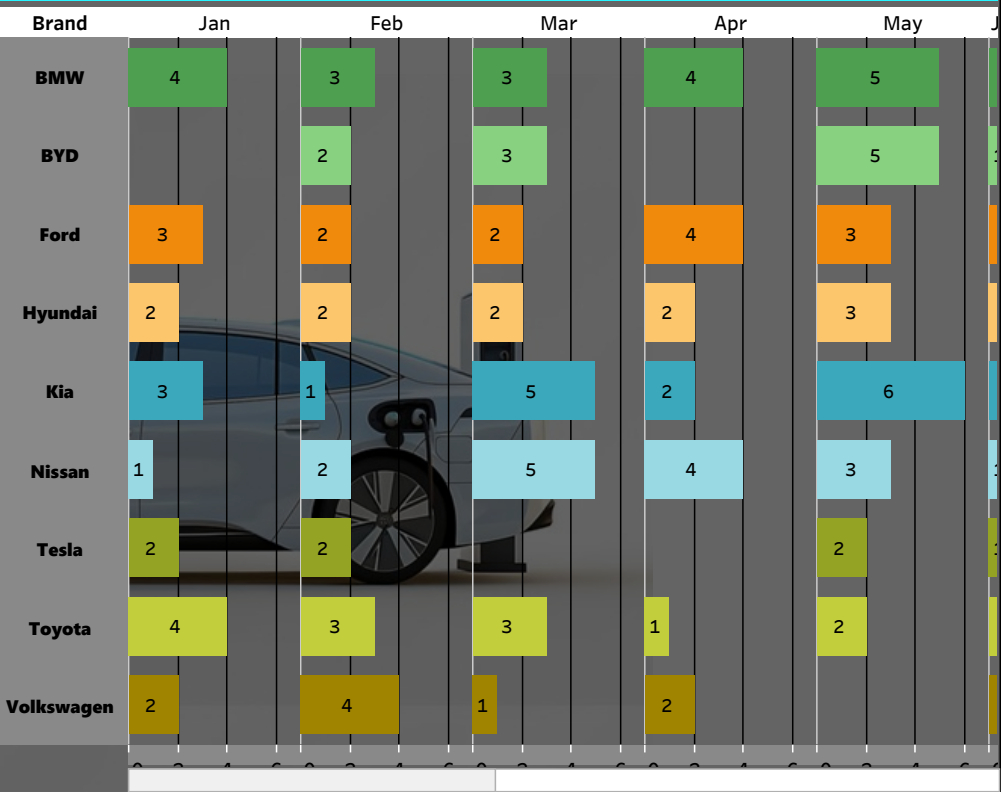 Brand Jan Feb Mar Apr May J
BMW 4 3 3 4 5
BYD 2 3 5
Ford 3 2 2 4 3
Hyundai 2 2 2 2 3
Kia 3 1 5 2 6
Nissan 1 2 5 4 3
Tesla 2 2 2
Toyota 4 3 3 1 2
Volkswagen 2 4 1 2